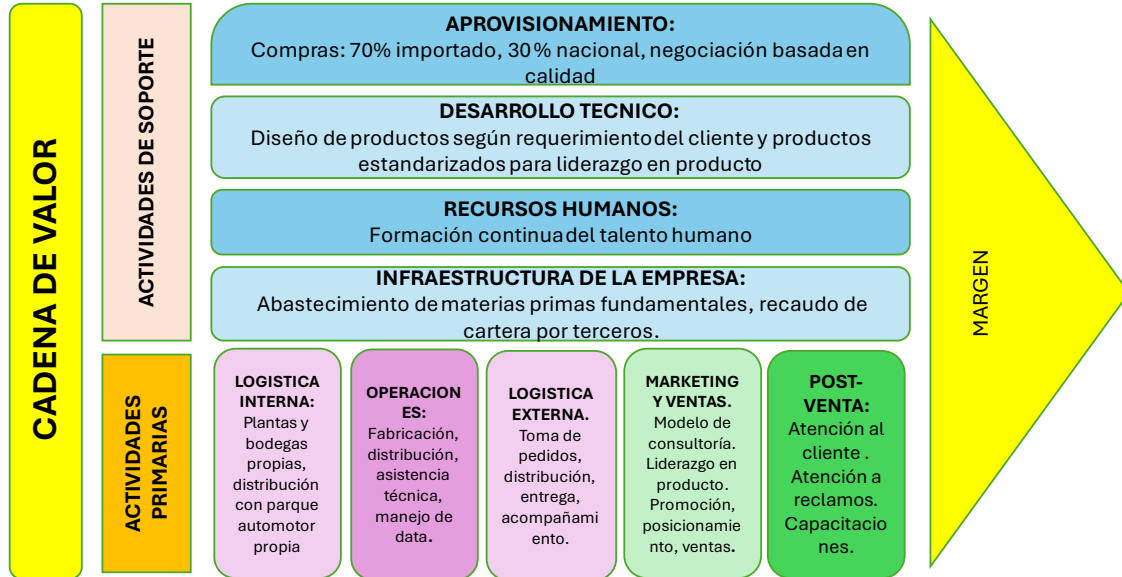 CADENA DE VALOR
ACTIVIDADES DE SOPORTE
APROVISIONAMIENTO:
Compras: 70% importado, 30% nacional, negociación basada en
calidad
DESARROLLO TECNICO:
Diseño de productos según requerimiento del cliente y productos
estandarizados para liderazgo en producto
RECURSOS HUMANOS:
Formación continua del talento humano
INFRAESTRUCTURA DE LA EMPRESA:
Abastecimiento de materias primas fundamentales, recaudo de
cartera por terceros.
ACTIVIDADES
PRIMARIAS
LOGISTICA
INTERNA:
Plantas y
bodegas
propias,
distribución
con parque
automotor
propia
OPERACION
ES:
Fabricación,
distribución,
asistencia
técnica,
manejo de
data.
LOGISTICA
EXTERNA.
Toma de
pedidos,
distribución,
entrega,
acompañami
ento.
MARKETING
Y VENTAS.
Modelo de
consultoría.
Liderazgo en
producto.
Promoción,
posicionamie
nto, ventas.
POST-
VENTA:
Atención al
cliente .
Atención a
reclamos.
Capacitacio
nes.
MARGEN